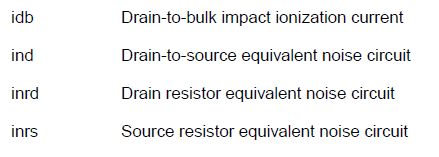 idb Drain-to-bulk impact ionization current
ind Drain-to-source equivalent noise circuit
inrd Drain resistor equivalent noise circuit
inrs Source resistor equivalent noise circuit